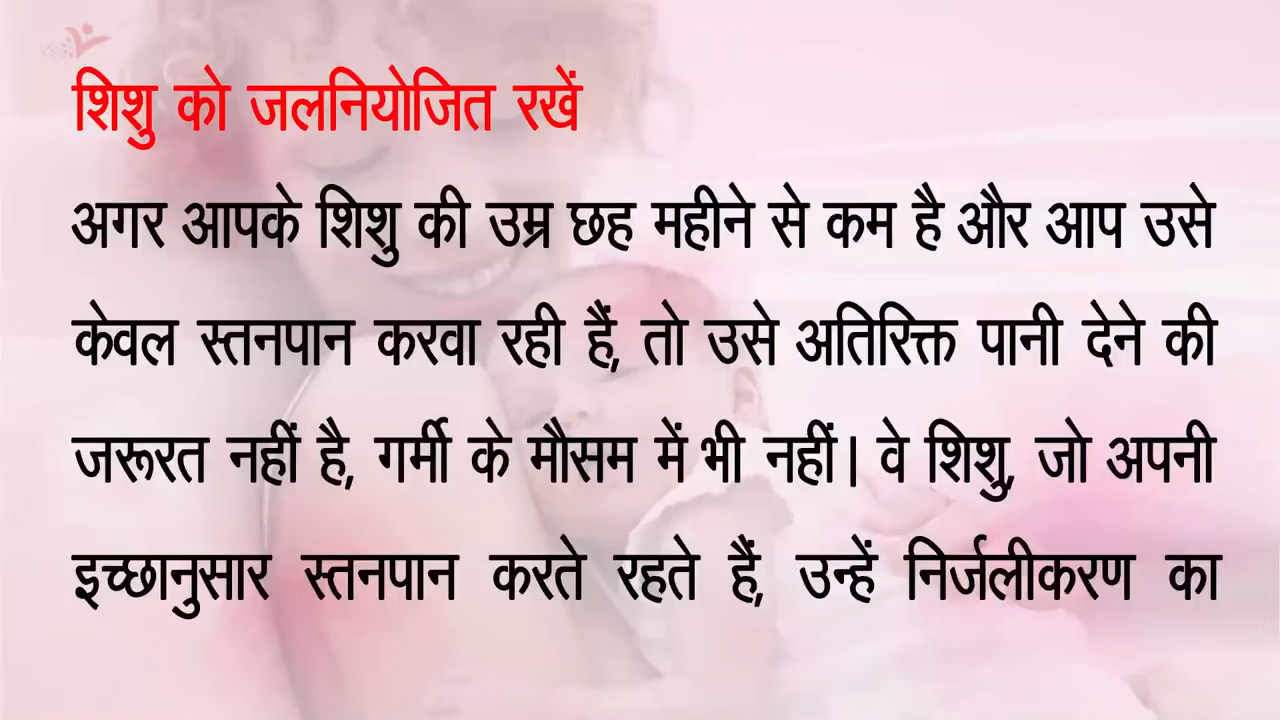 शिशु को जलनियोजित रखें
अगर आपके शिशु की उम्र छह महीने से कम है और आप उसे
केवल स्तनपान करवा रही हैं, तो उसे अतिरिक्त पानी देने की
जरूरत नहीं है, गर्मी के मौसम में भी नहीं। वे शिशु, जो अपनी
इच्छानुसार स्तनपान करते रहते हैं, उन्हें निर्जलीकरण का